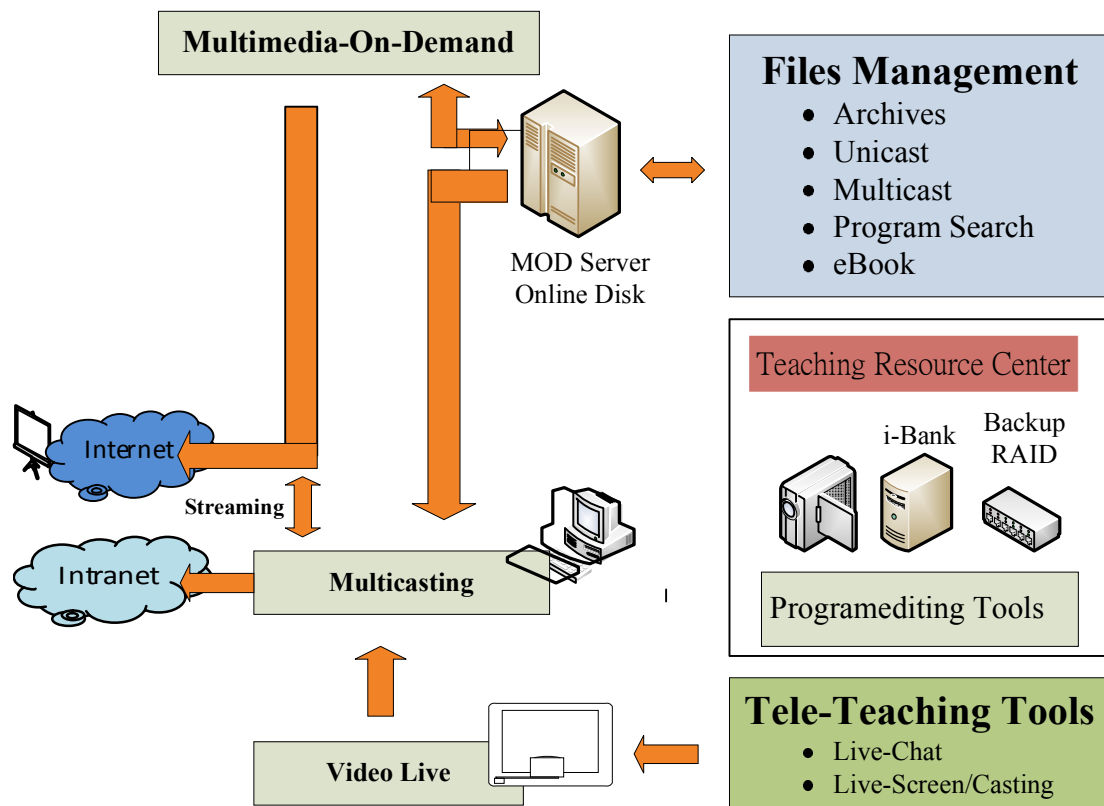 Multimedia-On-Demand
MOD Server
Online Disk
Files Management
• Archives
• Unicast
• Multicast
• Program Search
• eBook
Teaching Resource Center
i-Bank
Backup
RAID
Programediting Tools
Internet
Streaming
Intranet
Multicasting
Video Live
Tele-Teaching Tools
• Live-Chat
• Live-Screen/Casting